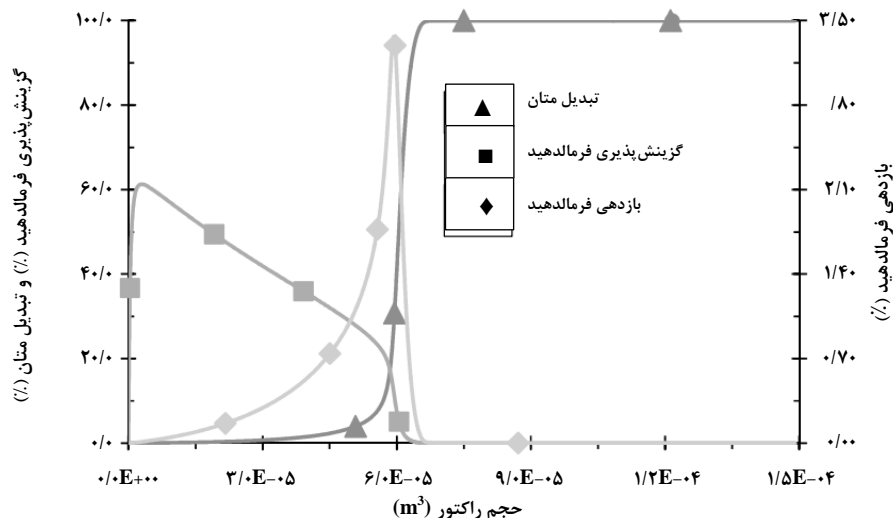 ۱۰۰/۰
۸۰/۰
۶۰/۰
۴۰/۰
۲۰/۰
۰/۰
گزینش‌پذیری فرمالدهید (٪) و تبدیل متان (٪)
تبدیل متان
گزینش‌پذیری فرمالدهید
بازدهی فرمالدهید
۳/۵۰
/۸۰
۲/۱۰
۱/۴۰
۰/۷۰
۰/۰۰
بازدهی فرمالدهید (٪)
۰/۰E+۰۰ ۳/۰E-۰۵ ۶/۰E-۰۵ ۹/۰E-۰۵ ۱/۲E-۰۴ ۱/۵E-۰۴
حجم راکتور (m³)